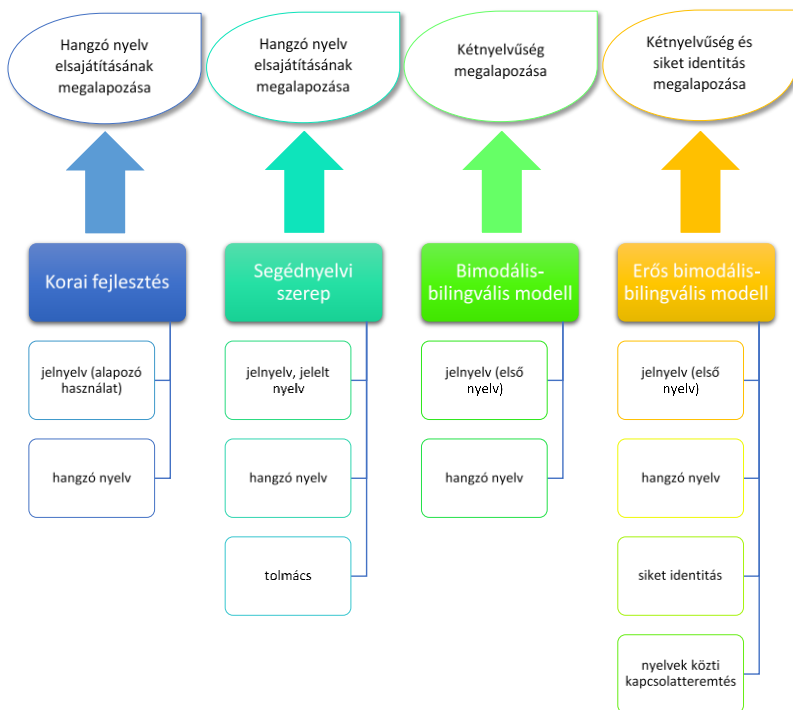 Hangzó nyelv
elsajátításának
megalapozása
Hangzó nyelv
elsajátításának
megalapozása
Kétnyelvűség
megalapozása
Kétnyelvűség és
siket identitás
megalapozása
Korai fejlesztés
Segédnyelvi
szerep
Bimodális-
bilingvális modell
Erős bimodális-
bilingvális modell
jelnyelv (alapozó
használat)
jelnyelv, jelelt
nyelv
jelnyelv (első
nyelv)
jelnyelv (első
nyelv)
hangzó nyelv
hangzó nyelv
hangzó nyelv
hangzó nyelv
tolmács
siket identitás
nyelvek közti
kapcsolatteremtés